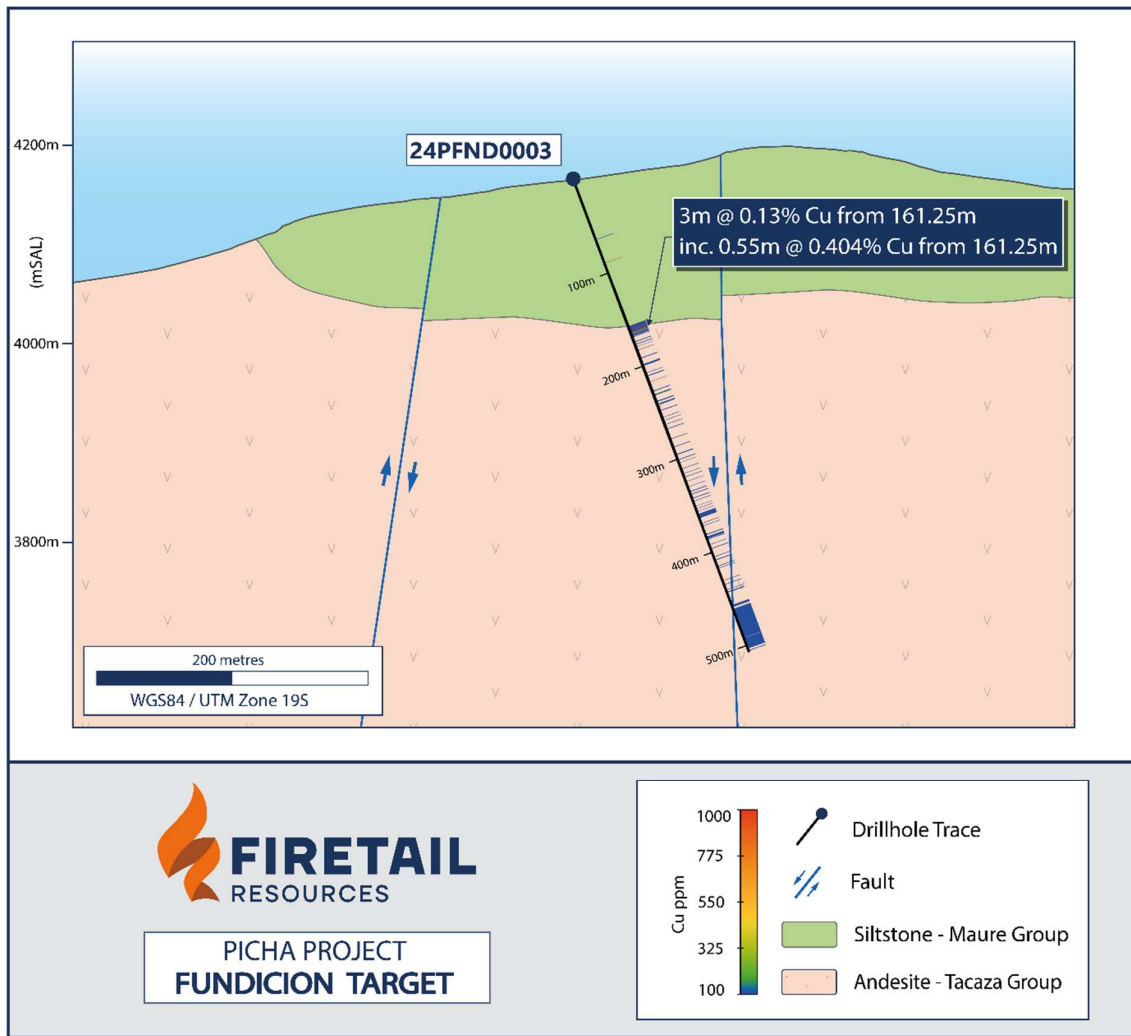 4200m
4000m
3800m
(mSAL)
24PFND0003
3m @ 0.13% Cu from 161.25m
inc. 0.55m @ 0.404% Cu from 161.25m
100m
200m
300m
400m
500m
200 metres
WGS84 / UTM Zone 19S
FIRETAIL
RESOURCES
PICHA PROJECT
FUNDICION TARGET
Cu ppm
1000
775
550
325
100
Drillhole Trace
Fault
Siltstone - Maure Group
Andesite - Tacaza Group